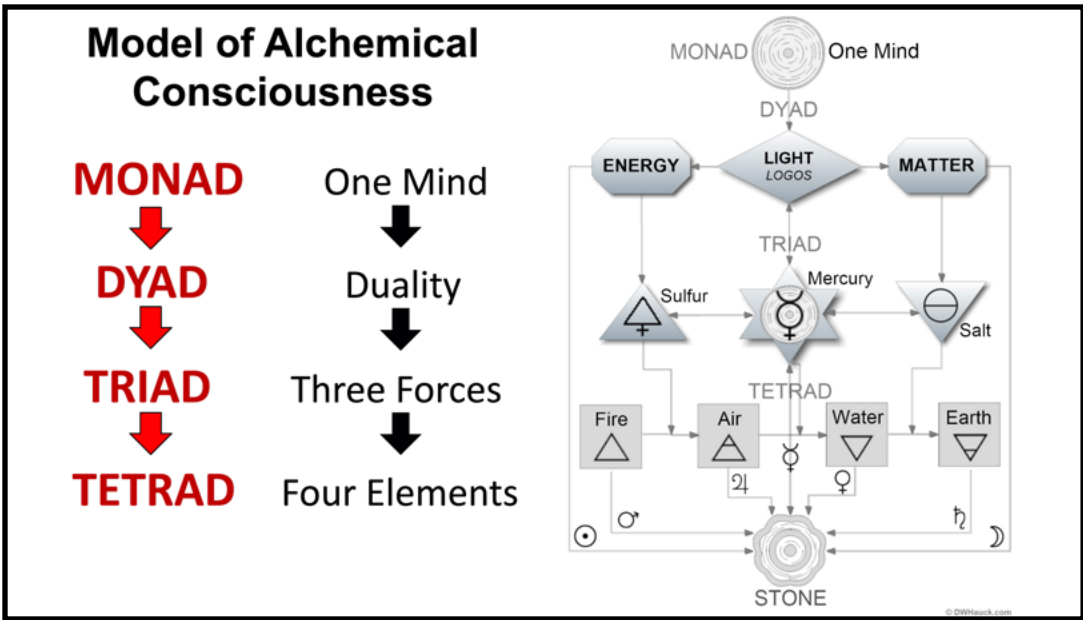 Model of Alchemical
Consciousness
MONAD
One Mind
DYAD
Duality
TRIAD
Three Forces
TETRAD
Four Elements
MONAD
One Mind
DYAD
ENERGY
LIGHT
LOGOS
MATTER
TRIAD
Sulfur
Mercury
Salt
TETRAD
Fire
Air
Water
Earth
☿
♃
♀
♂
♄
☉
☽
STONE
© DWHauck.com